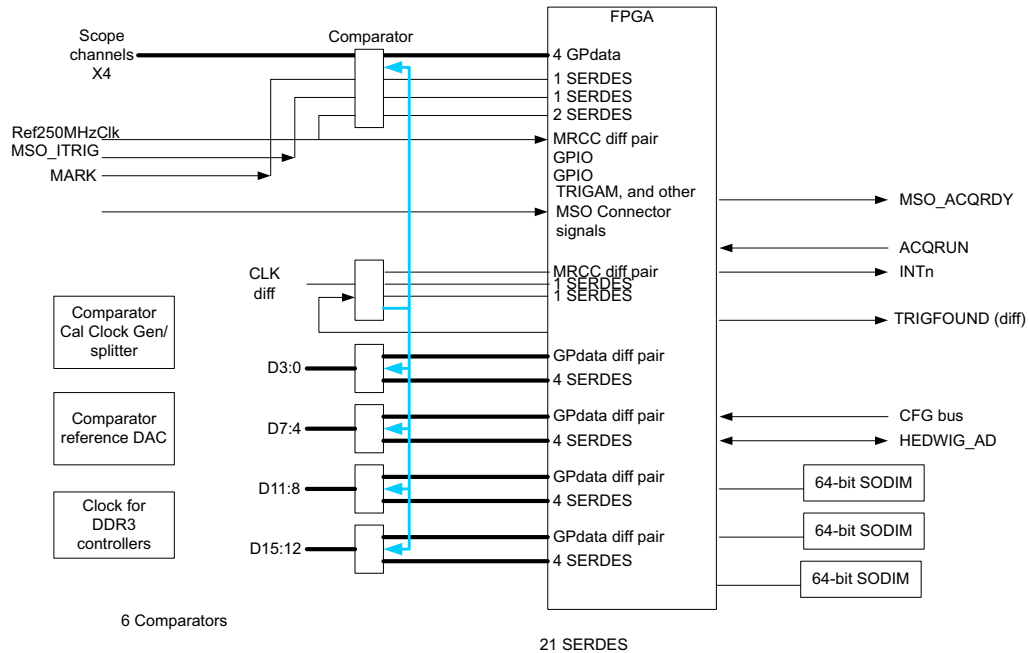 FPGA
Scope
channels
X4
Comparator
4 GPdata
1 SERDES
1 SERDES
2 SERDES
Ref250MHzClk
MSO_ITRIG
MARK
MRCC diff pair
GPIO
GPIO
TRIGAM, and other
MSO Connector
signals
MSO_ACQRDY
ACQRUN
INTn
TRIGFOUND (diff)
CLK
diff
MRCC diff pair
1 SERDES
1 SERDES
Comparator
Cal Clock Gen/
splitter
D3:0
GPdata diff pair
4 SERDES
Comparator
reference DAC
D7:4
GPdata diff pair
4 SERDES
CFG bus
HEDWIG_AD
D11:8
GPdata diff pair
4 SERDES
64-bit SODIM
Clock for
DDR3
controllers
D15:12
GPdata diff pair
4 SERDES
64-bit SODIM
64-bit SODIM
6 Comparators
21 SERDES